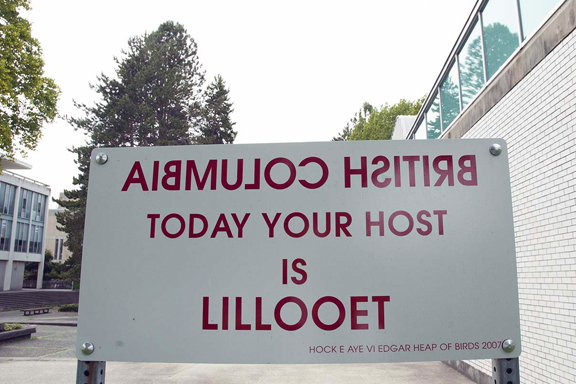 BRITISH COLUMBIA
TODAY YOUR HOST
IS
LILLOOET
HOCK E AYE VI EDGAR HEAP OF BIRDS 2007